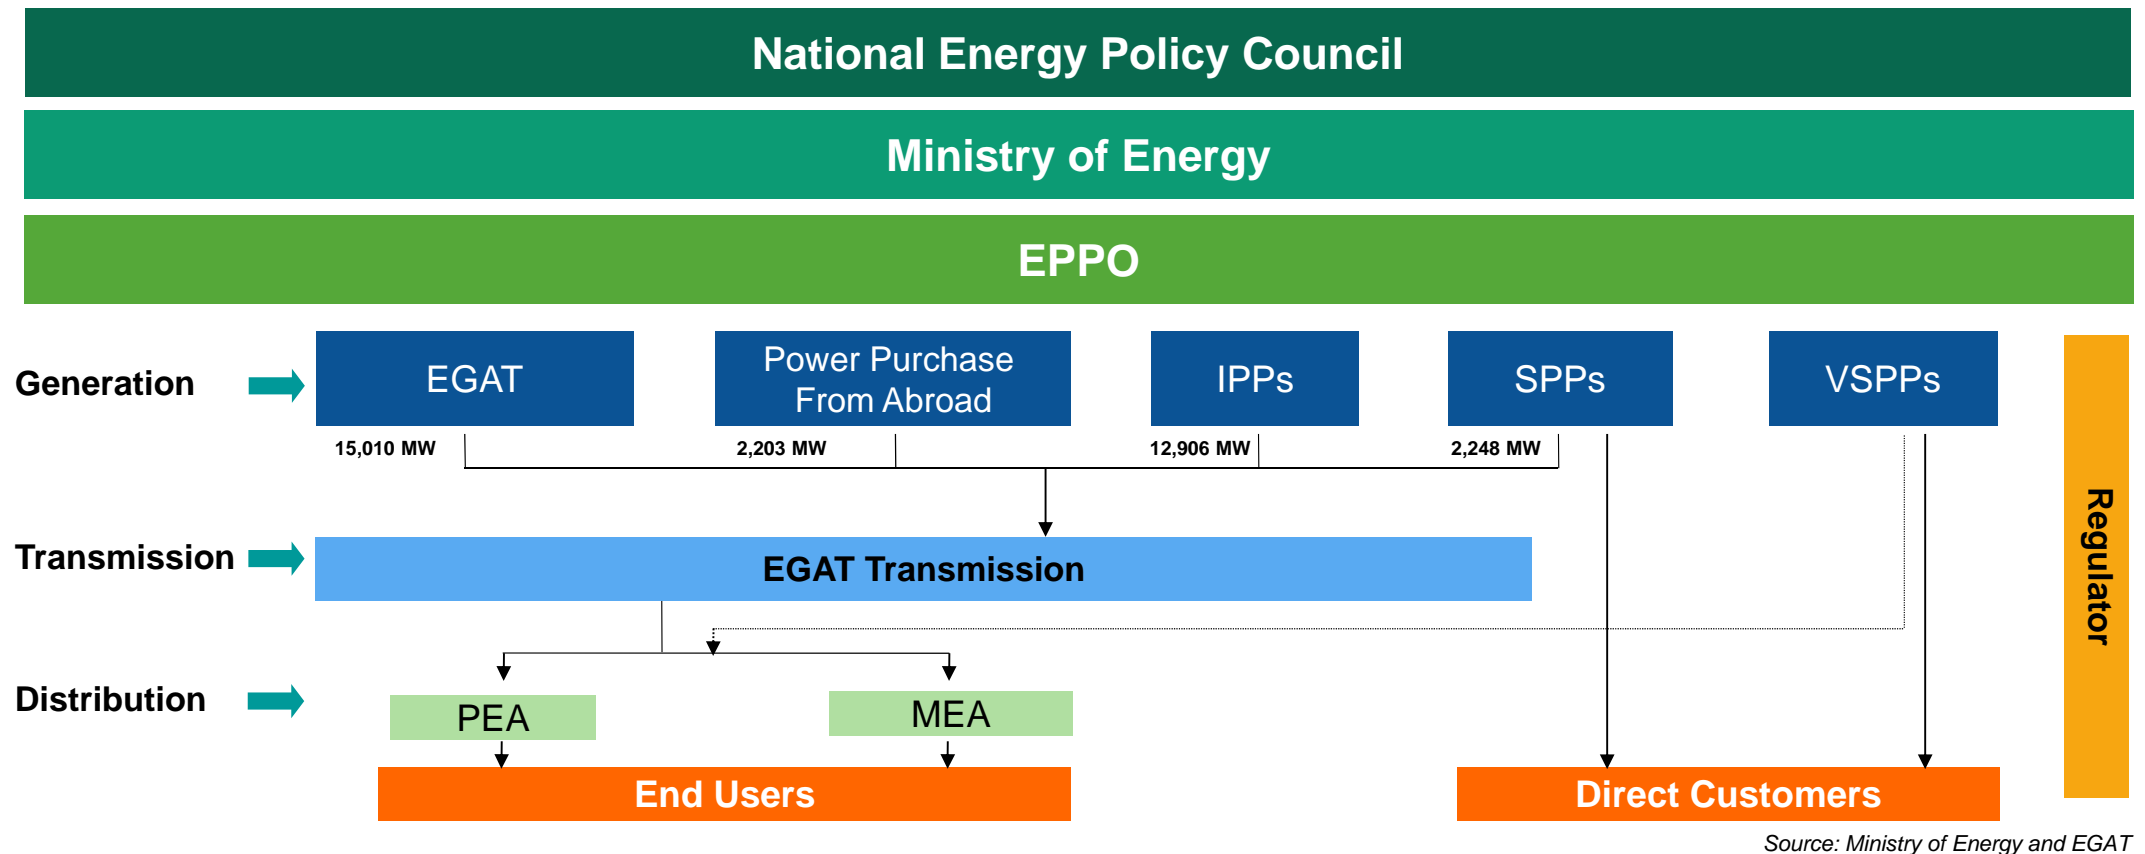 National Energy Policy Council
Ministry of Energy
EPPO
Generation
EGAT
Power Purchase
From Abroad
IPPs
SPPs
VSPPs
15,010 MW
2,203 MW
12,906 MW
2,248 MW
Transmission
EGAT Transmission
Regulator
Distribution
PEA
MEA
End Users
Direct Customers
Source: Ministry of Energy and EGAT